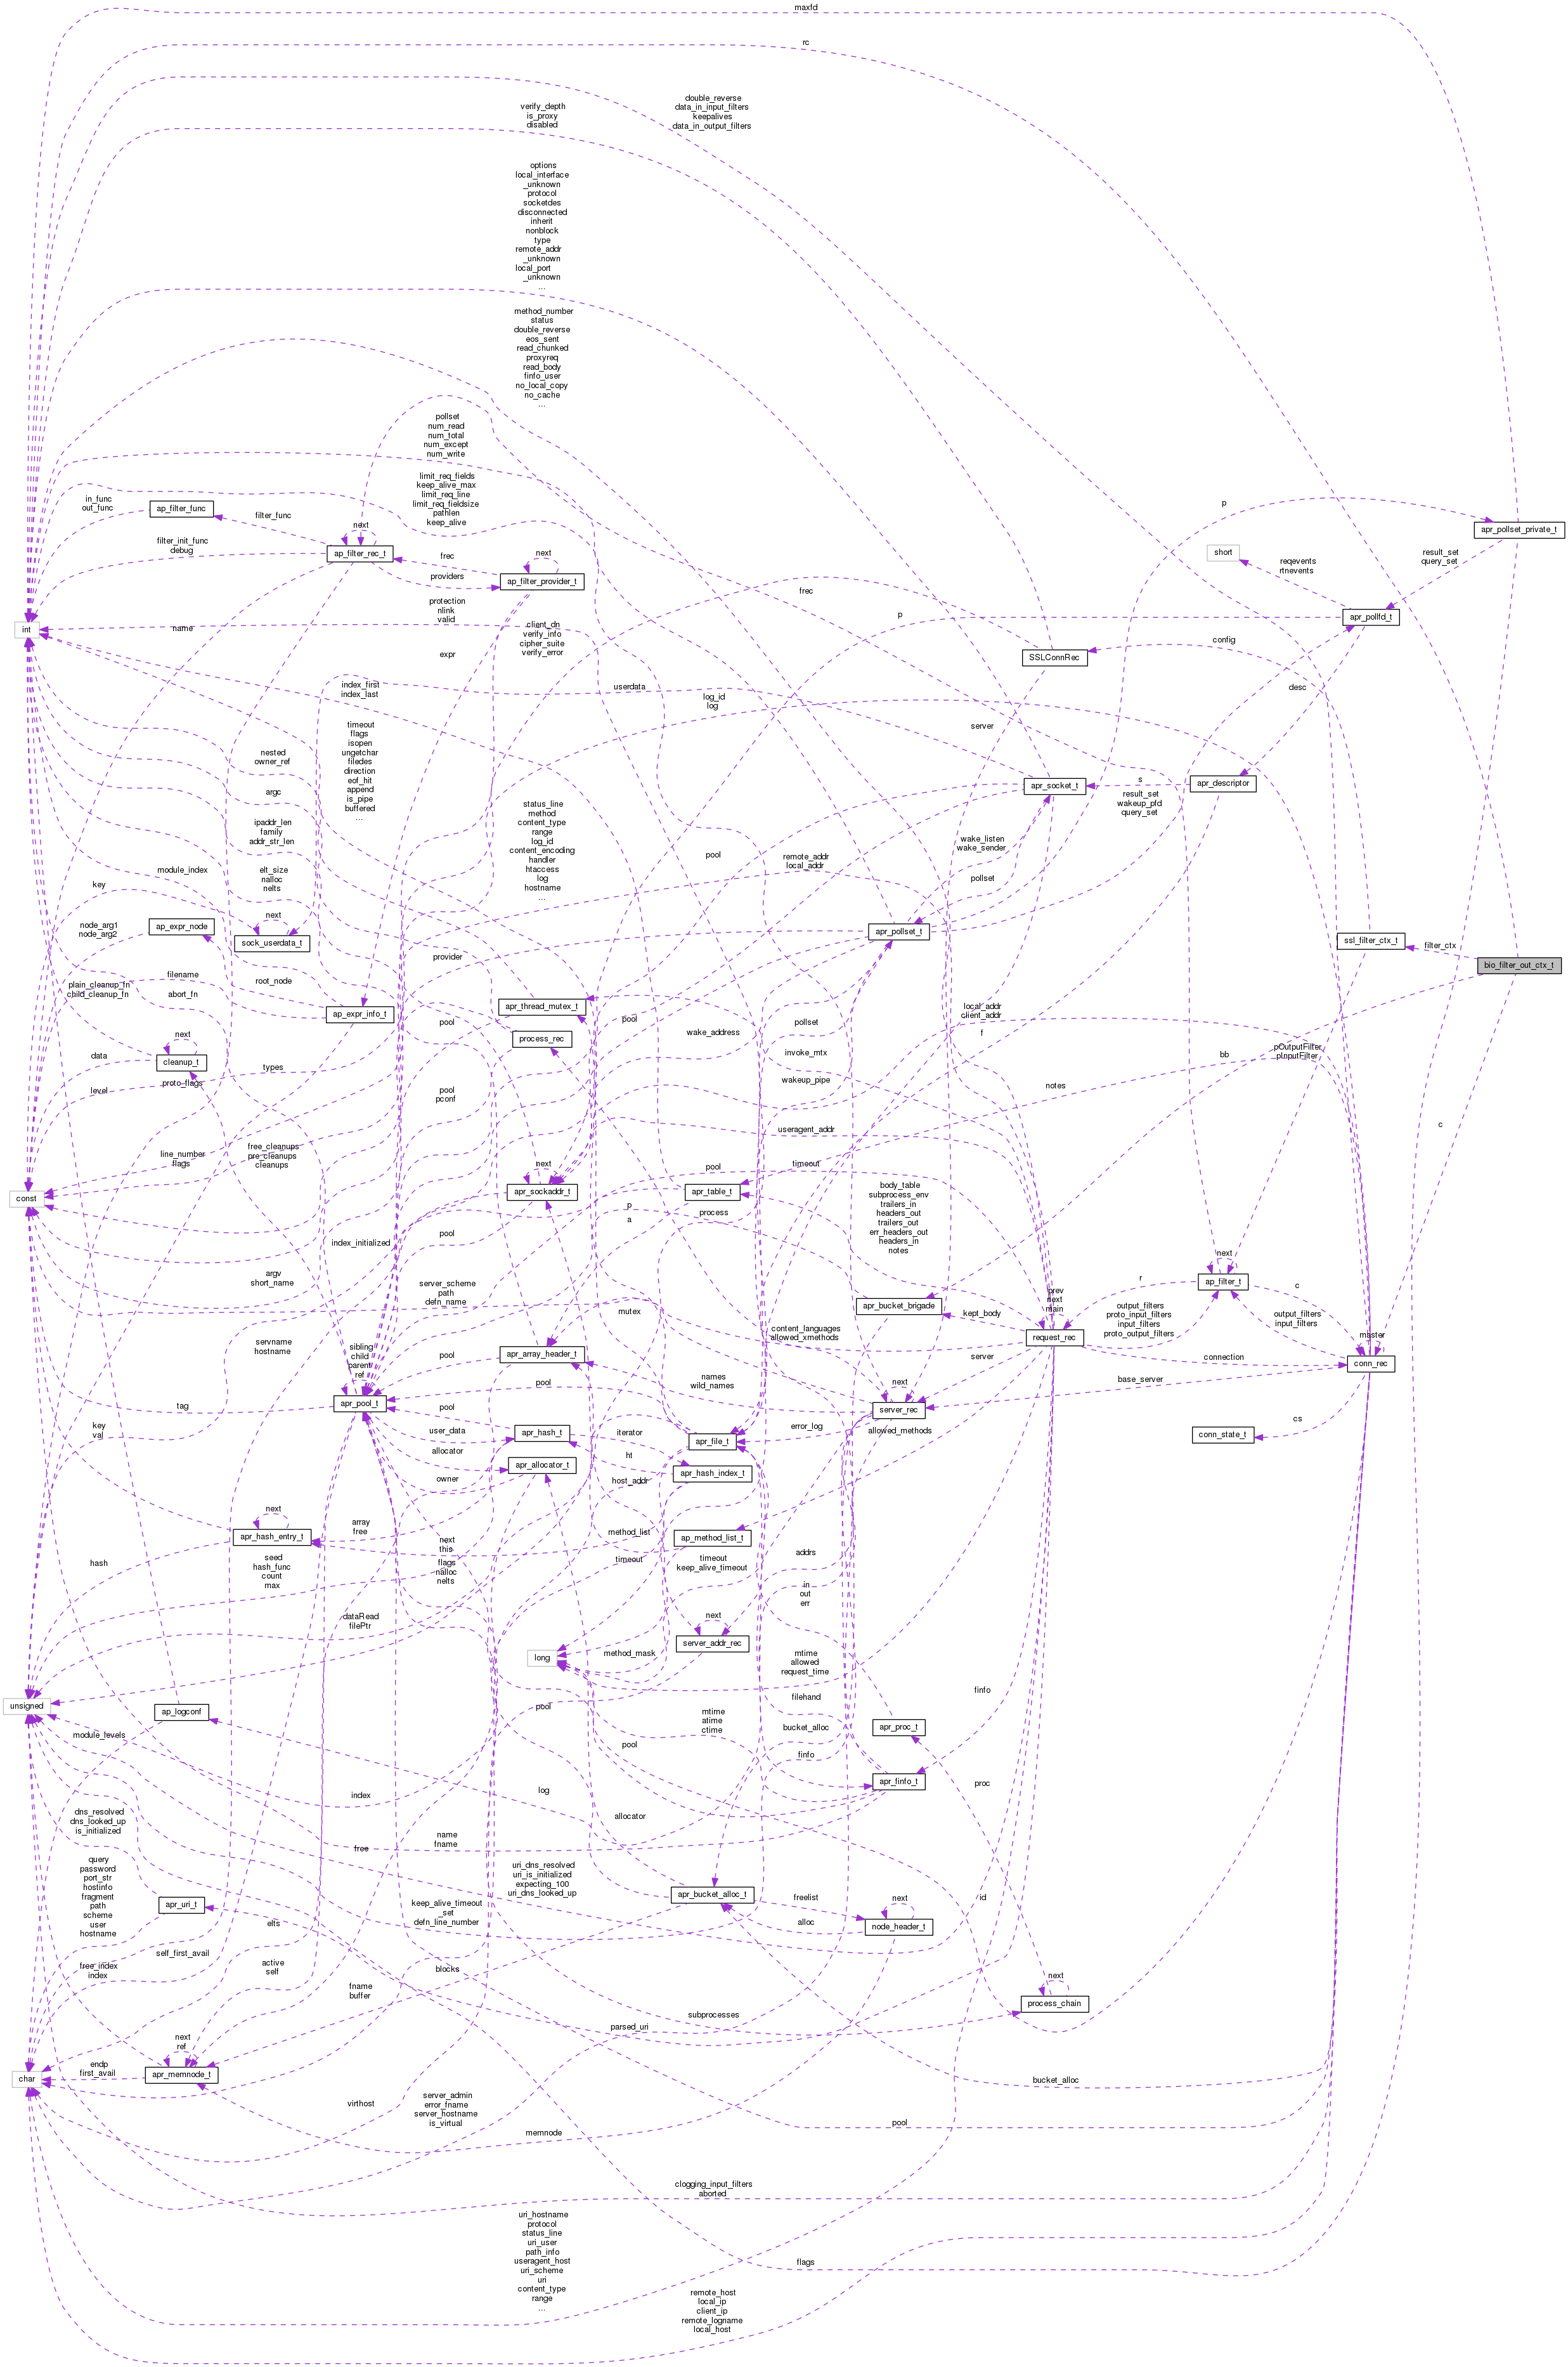 maxfd
rc
double_reverse
data_in_input_filters
keepalives
data_in_output_filters
verify_depth
is_proxy
disabled
options
local_interface
_unknown
protocol
socketdes
disconnected
inherit
nonblock
type
remote_addr
_unknown
local_port
_unknown
...
method_number
status
double_reverse
eos_sent
read_chunked
proxyreq
read_body
finfo_user
no_local_copy
no_cache
...
pollset
num_read
num_total
num_except
num_write
limit_req_fields
keep_alive_max
limit_req_line
limit_req_fieldsize
pathlen
keep_alive
in_func
out_func
ap_filter_func
filter_func
p
apr_pollset_private_t
short
reqevents
rtnevents
result_set
query_set
filter_init_func
debug
next
ap_filter_rec_t
frec
next
providers
ap_filter_provider_t
frec
protection
nlink
valid
p
apr_pollfd_t
int
name
client_dn
verify_info
cipher_suite
verify_error
expr
SSLConnRec
config
index_first
index_last
userdata
log_id
log
server
desc
timeout
flags
isopen
ungetchar
filedes
direction
eof_hit
append
is_pipe
buffered
...
nested
owner_ref
argc
apr_socket_t
s
apr_descriptor
result_set
wakeup_pfd
query_set
ipaddr_len
family
addr_str_len
status_line
method
content_type
range
log_id
content_encoding
handler
htaccess
log
hostname
...
wake_listen
wake_sender
pool
remote_addr
local_addr
module_index
elt_size
nalloc
nelts
key
pollset
node_arg1
node_arg2
ap_expr_node
next
sock_userdata_t
apr_pollset_t
ssl_filter_ctx_t
filter_ctx
bio_filter_out_ctx_t
provider
filename
root_node
plain_cleanup_fn
child_cleanup_fn
abort_fn
ap_expr_info_t
apr_thread_mutex_t
local_addr
client_addr
pool
pool
pollset
f
wake_address
process_rec
next
cleanup_t
data
level
proto-flags
types
invoke_mtx
pOutputFilter
pInputFilter
bb
wakeup_pipe
notes
pool
pconf
c
useragent_addr
line_number
flags
free_cleanups
pre_cleanups
cleanups
pool
timeout
next
apr_sockaddr_t
apr_table_t
const
body_table
subprocess_env
trailers_in
headers_out
trailers_out
err_headers_out
headers_in
notes
p
a
process
pool
index_initialized
argv
short_name
server_scheme
path
defn_name
next
ap_filter_t
r
c
prev
next
main
apr_bucket_brigade
kept_body
output_filters
proto_input_filters
input_filters
proto_output_filters
output_filters
input_filters
mutex
content_languages
allowed_xmethods
request_rec
servname
hostname
sibling
child
parent
ref
pool
apr_array_header_t
connection
master
conn_rec
server
base_server
pool
names
wild_names
next
server_rec
apr_pool_t
tag
pool
user_data
apr_hash_t
iterator
apr_file_t
error_log
allowed_methods
cs
conn_state_t
key
val
allocator
owner
apr_allocator_t
ht
apr_hash_index_t
host_addr
next
apr_hash_entry_t
array
free
method_list
ap_method_list_t
hash
seed
hash_func
count
max
next
this
flags
nalloc
nelts
timeout
timeout
keep_alive_timeout
addrs
in
out
err
dataRead
filePtr
next
server_addr_rec
long
method_mask
mtime
allowed
request_time
finfo
unsigned
ap_logconf
pool
filehand
mtime
atime
ctime
bucket_alloc
apr_proc_t
module_levels
pool
finfo
apr_finfo_t
proc
index
log
allocator
dns_resolved
dns_looked_up
is_initialized
name
fname
free
query
password
port_str
hostinfo
fragment
path
scheme
user
hostname
uri_dns_resolved
uri_is_initialized
expecting_100
uri_dns_looked_up
apr_bucket_alloc_t
freelist
next
id
apr_uri_t
keep_alive_timeout
_set
defn_line_number
alloc
node_header_t
elts
self_first_avail
free_index
index
active
self
fname
buffer
blocks
next
process_chain
subprocesses
parsed_uri
next
ref
endp
first_avail
apr_memnode_t
char
bucket_alloc
virthost
server_admin
error_fname
server_hostname
is_virtual
memnode
pool
clogging_input_filters
aborted
uri_hostname
protocol
status_line
uri_user
path_info
useragent_host
uri_scheme
uri
content_type
range
...
flags
remote_host
local_ip
client_ip
remote_logname
local_host